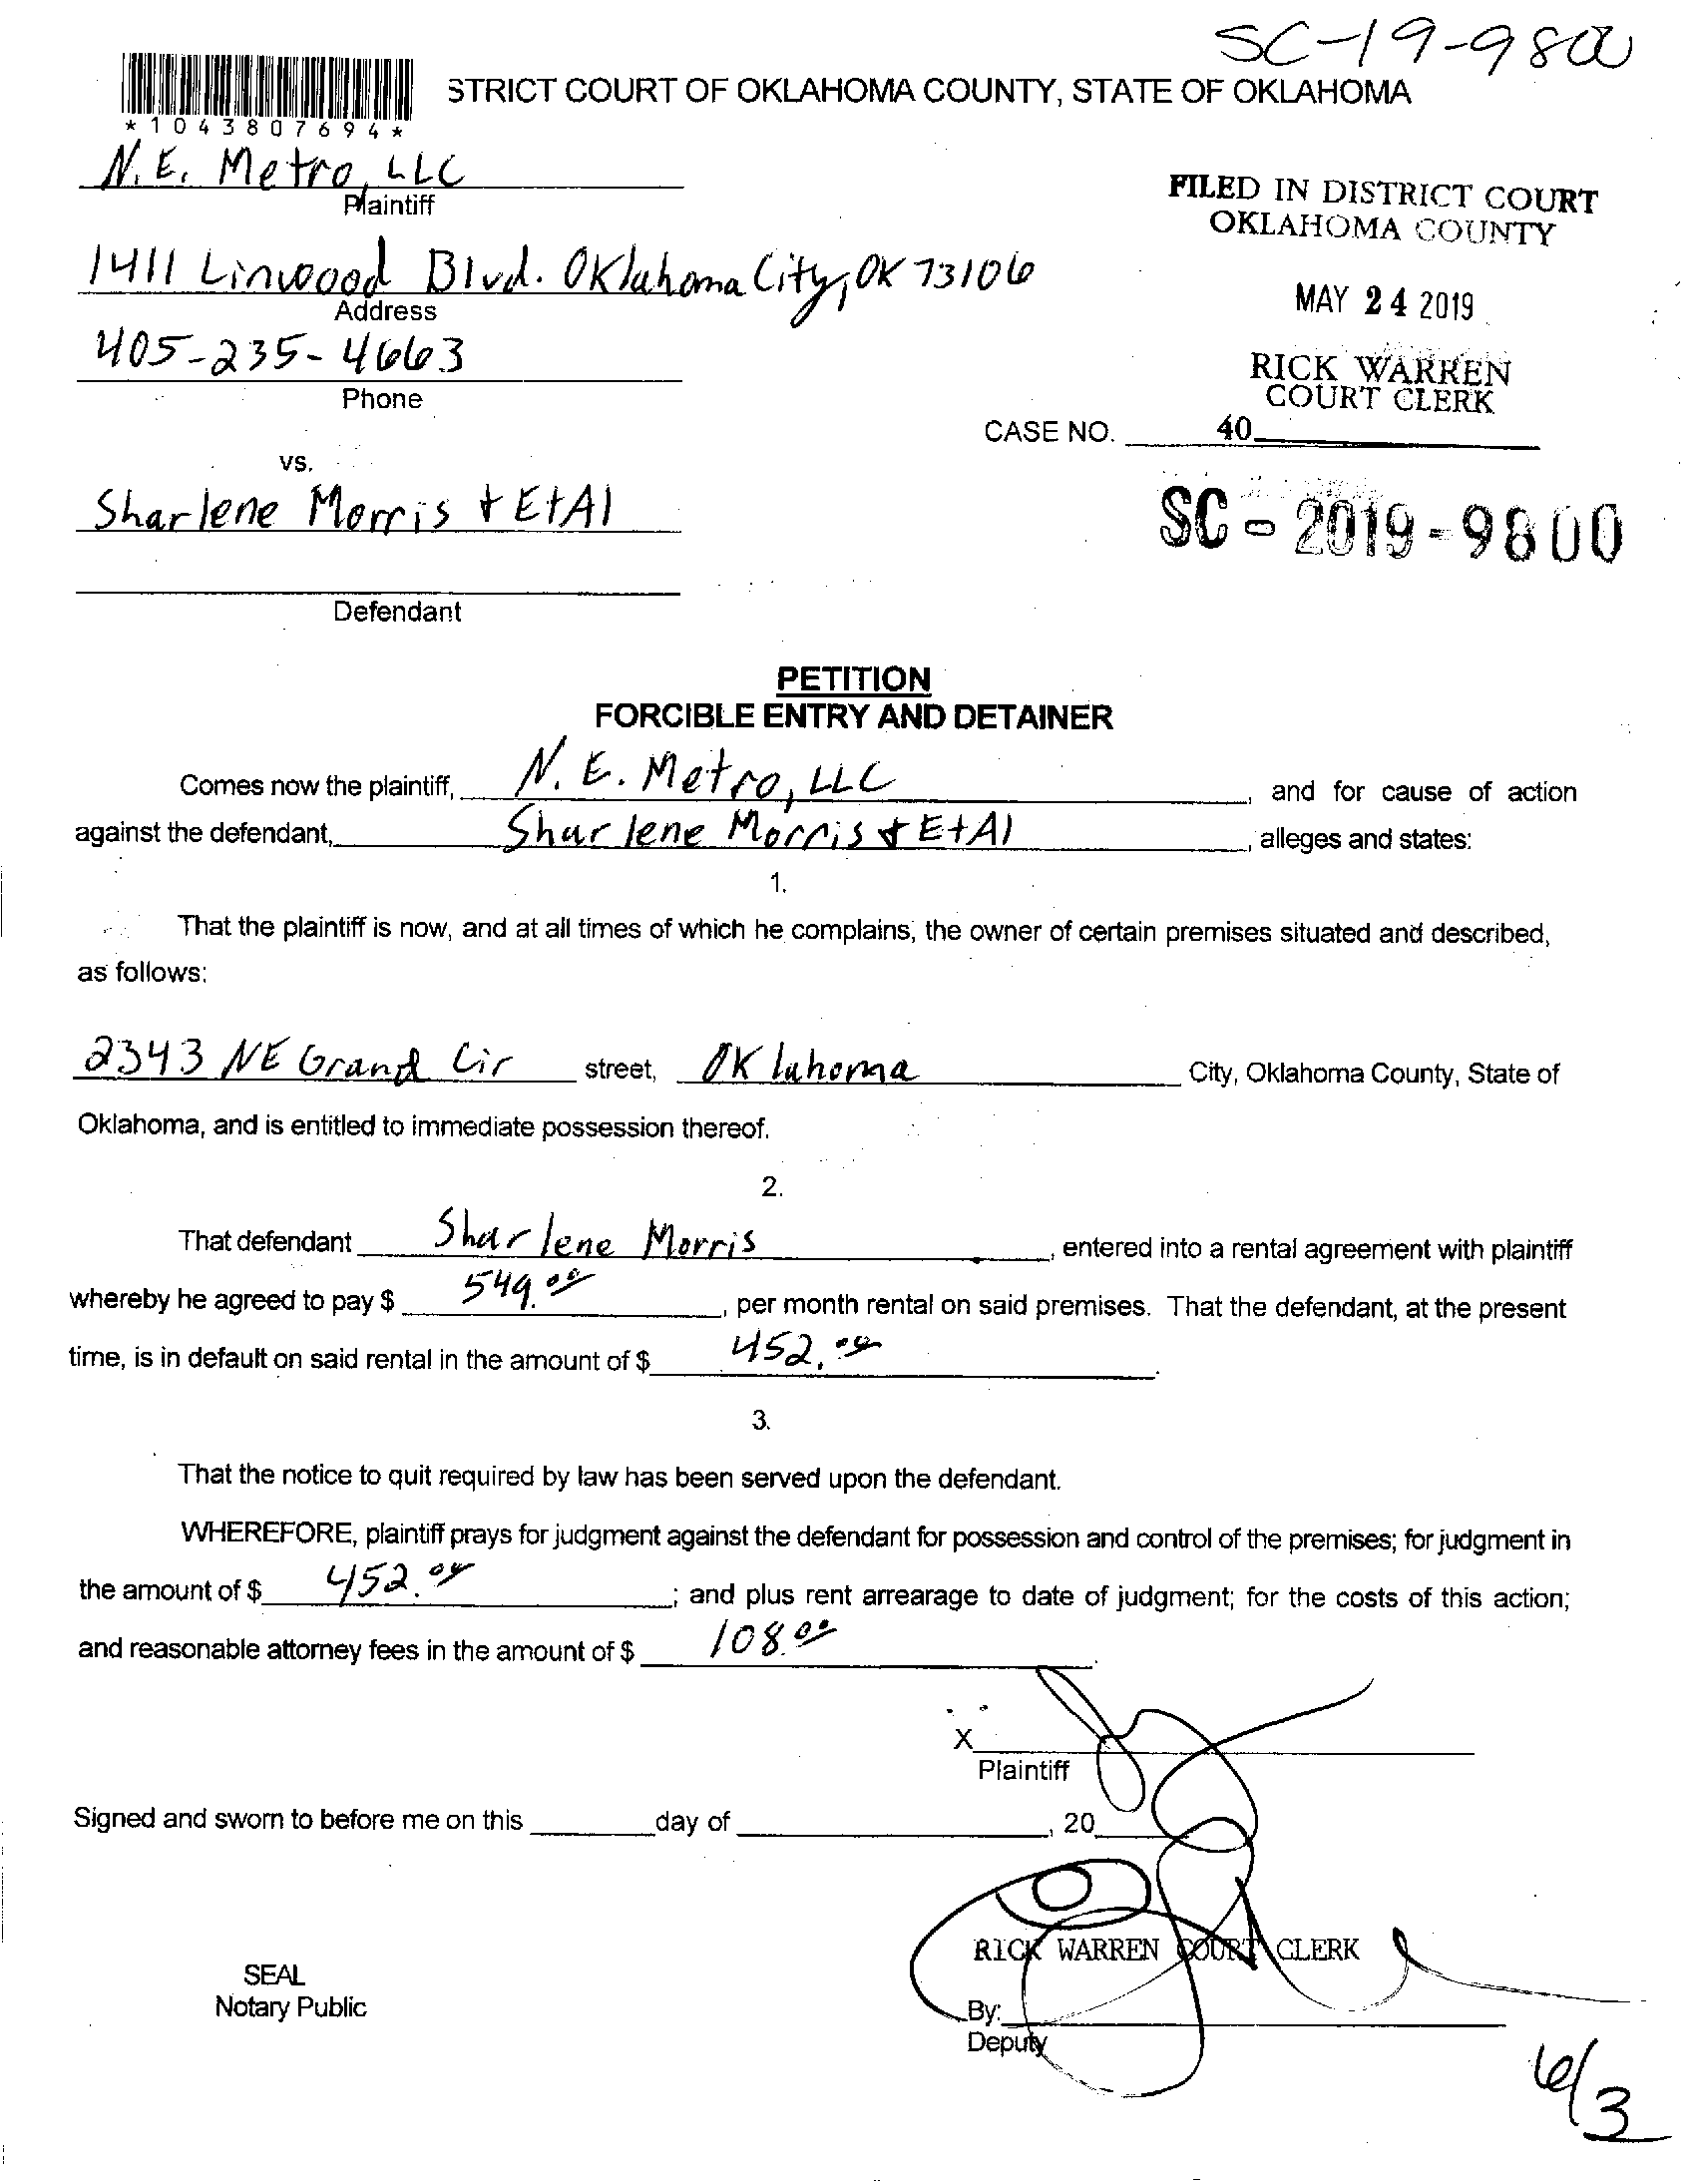 SC-19-9800
STRICT COURT OF OKLAHOMA COUNTY, STATE OF OKLAHOMA
*1043807694*
N.E. Metro, LLC
Plaintiff
FILED IN DISTRICT COURT
OKLAHOMA COUNTY
1411 Linwood Blvd. Oklahoma City, OK 73106
Address
MAY 24 2019
405-235-4663
Phone
RICK WARREN
COURT CLERK
CASE NO. 40
vs.
Sharlene Morris & EtAl
SC-2019-9800
Defendant
PETITION
FORCIBLE ENTRY AND DETAINER
Comes now the plaintiff, N.E. Metro, LLC, and for cause of action
against the defendant, Sharlene Morris & EtAl, alleges and states:
1.
That the plaintiff is now, and at all times of which he complains, the owner of certain premises situated and described,
as follows:
2343 NE Grand Cir street, Oklahoma City, Oklahoma County, State of
Oklahoma, and is entitled to immediate possession thereof.
2.
That defendant Sharlene Morris, entered into a rental agreement with plaintiff
whereby he agreed to pay $ 549.00, per month rental on said premises. That the defendant, at the present
time, is in default on said rental in the amount of $ 452.04.
3.
That the notice to quit required by law has been served upon the defendant.
WHEREFORE, plaintiff prays for judgment against the defendant for possession and control of the premises; for judgment in
the amount of $ 452.04; and plus rent arrearage to date of judgment; for the costs of this action;
and reasonable attorney fees in the amount of $ 108.00.
X
Plaintiff
Signed and sworn to before me on this ______ day of ______, 20
RICK WARREN COURT CLERK
SEAL
Notary Public
By:
Deputy
6/3